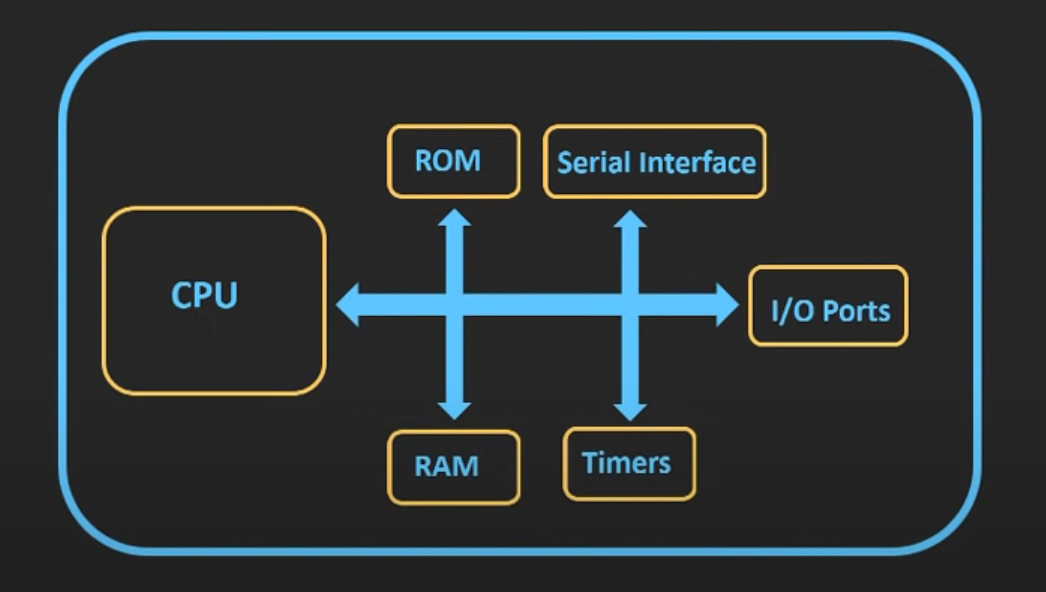 ROM
Serial Interface
CPU
I/O Ports
RAM
Timers